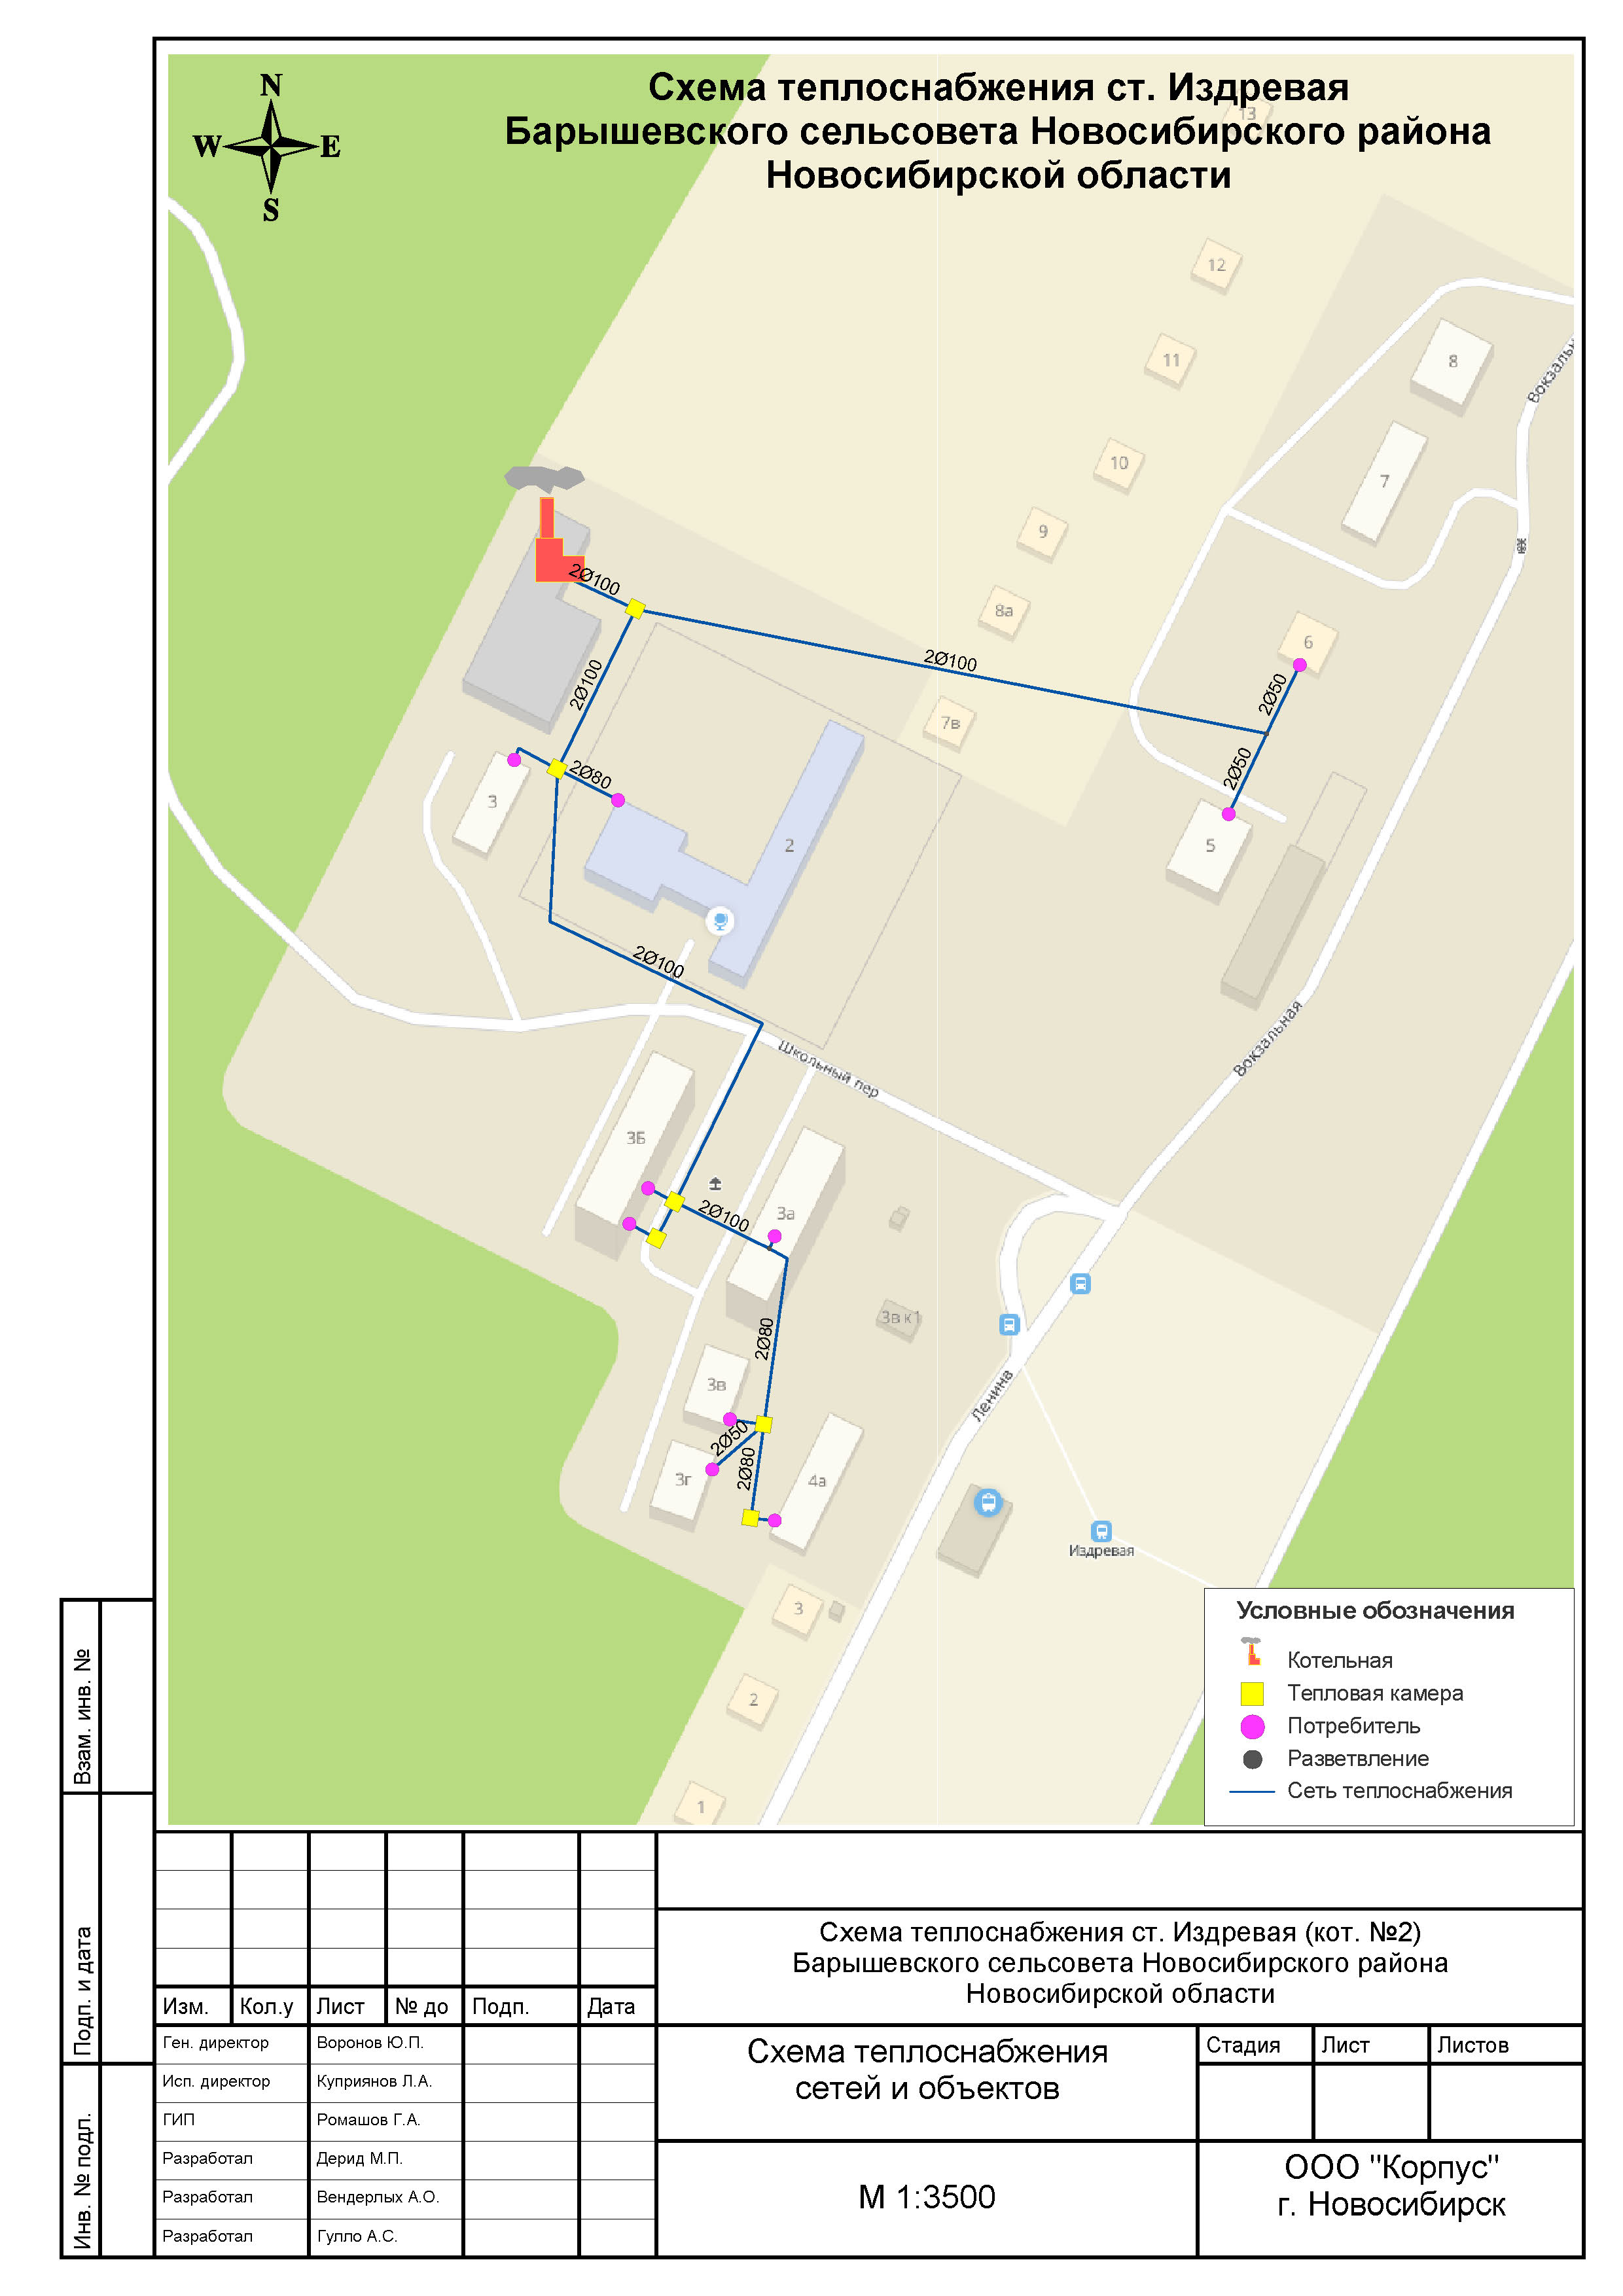 Схема теплоснабжения ст. Издревая
Барышевского сельсовета Новосибирского района
Новосибирской области
N
W
E
S
13
12
11
10
9
8а
7в
8
7
6
5
Вокзальн
2Ø100
2Ø100
2Ø100
2Ø50
2Ø50
2Ø80
3
2
2Ø100
Школьный пер
Вокзальная
3Б
3а
2Ø100
3в к1
2Ø80
3в
2Ø50
2Ø80
3г
4а
Ленина
Издревая
3
2
1
Условные обозначения
Котельная
Тепловая камера
Потребитель
Разветвление
Сеть теплоснабжения
Взам. инв. №
Подп. и дата
Инв. № подл.
Схема теплоснабжения ст. Издревая (кот. №2)
Барышевского сельсовета Новосибирского района
Новосибирской области
Изм. Кол.у Лист № до Подп. Дата
Ген. директор Воронов Ю.П.
Исп. директор Куприянов Л.А.
ГИП Ромашов Г.А.
Разработал Дерид М.П.
Разработал Вендерлых А.О.
Разработал Гулло А.С.
Схема теплоснабжения
сетей и объектов
Стадия Лист Листов
М 1:3500
ООО "Корпус"
г. Новосибирск